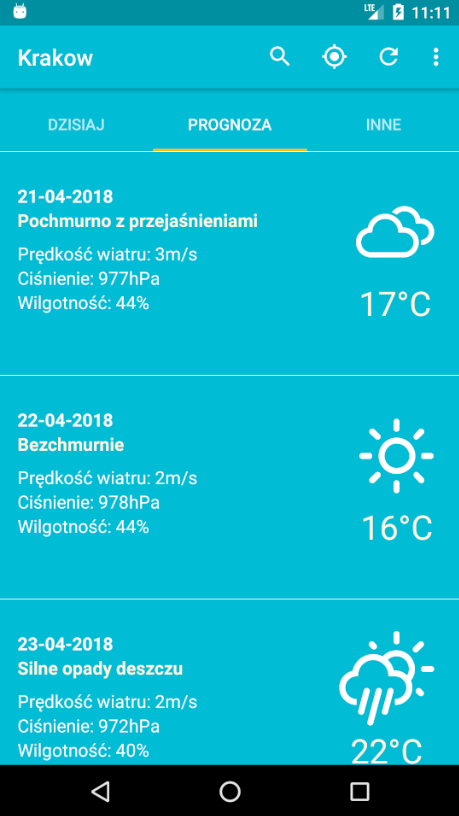 LTE 11:11
Krakow
DZISIAJ PROGNOZA INNE
21-04-2018
Pochmurno z przejaśnieniami
Prędkość wiatru: 3m/s
Ciśnienie: 977hPa
Wilgotność: 44%
17°C
22-04-2018
Bezchmurnie
Prędkość wiatru: 2m/s
Ciśnienie: 978hPa
Wilgotność: 44%
16°C
23-04-2018
Silne opady deszczu
Prędkość wiatru: 2m/s
Ciśnienie: 972hPa
Wilgotność: 40%
22°C